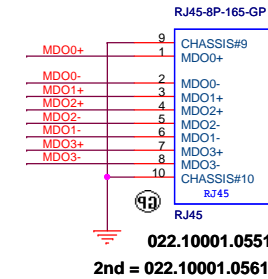 RJ45-8P-165-GP
9 CHASSIS#9
MDO0+ 1 MDO0+
MDO0- 2 MDO0-
MDO1+ 3 MDO1+
MDO2+ 4 MDO2+
MDO2- 5 MDO2-
MDO1- 6 MDO1-
MDO3+ 7 MDO3+
MDO3- 8 MDO3-
10 CHASSIS#10
RJ45
GP
RJ45
022.10001.0551
2nd = 022.10001.0561